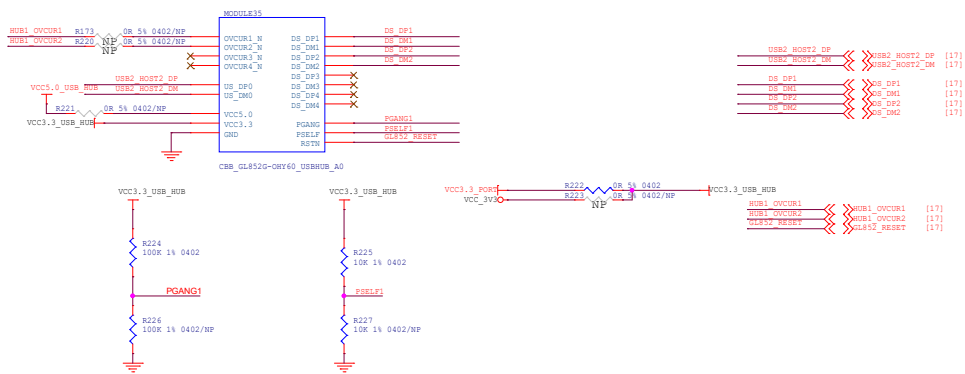 MODULE35
HUB1_OVCUR1 R173 0R 5% 0402/NP
NP
HUB1_OVCUR2 R220 0R 5% 0402/NP
NP
OVCUR1_N
OVCUR2_N
OVCUR3_N
OVCUR4_N
US_DP0
US_DM0
VCC5.0
VCC3.3
GND
DS_DP1
DS_DM1
DS_DP2
DS_DM2
DS_DP3
DS_DM3
DS_DP4
DS_DM4
PGANG
PSELF
RSTN
DS_DP1
DS_DM1
DS_DP2
DS_DM2
PGANG1
PSELF1
GL852_RESET
USB2_HOST2_DP
USB2_HOST2_DM
VCC5.0_USB_HUB
R221 0R 5% 0402/NP
VCC3.3_USB_HUB
CBB_GL852G-OHY60_USBHUB_A0
USB2_HOST2_DP USB2_HOST2_DP [17]
USB2_HOST2_DM USB2_HOST2_DM [17]
DS_DP1 DS_DP1 [17]
DS_DM1 DS_DM1 [17]
DS_DP2 DS_DP2 [17]
DS_DM2 DS_DM2 [17]
VCC3.3_USB_HUB
R224
100K 1% 0402
PGANG1
R226
100K 1% 0402/NP
VCC3.3_USB_HUB
R225
10K 1% 0402
PSELF1
R227
10K 1% 0402/NP
VCC3.3_PORT R222 0R 5% 0402 VCC3.3_USB_HUB
VCC_3V3 R223 0R 5% 0402/NP
NP
HUB1_OVCUR1 HUB1_OVCUR1 [17]
HUB1_OVCUR2 HUB1_OVCUR2 [17]
GL852_RESET GL852_RESET [17]